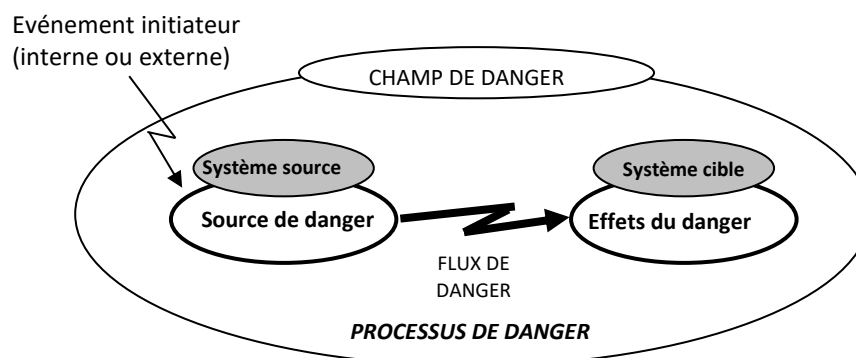 Evénement initiateur
(interne ou externe)
CHAMP DE DANGER
Système source
Système cible
Source de danger
Effets du danger
FLUX DE
DANGER
PROCESSUS DE DANGER